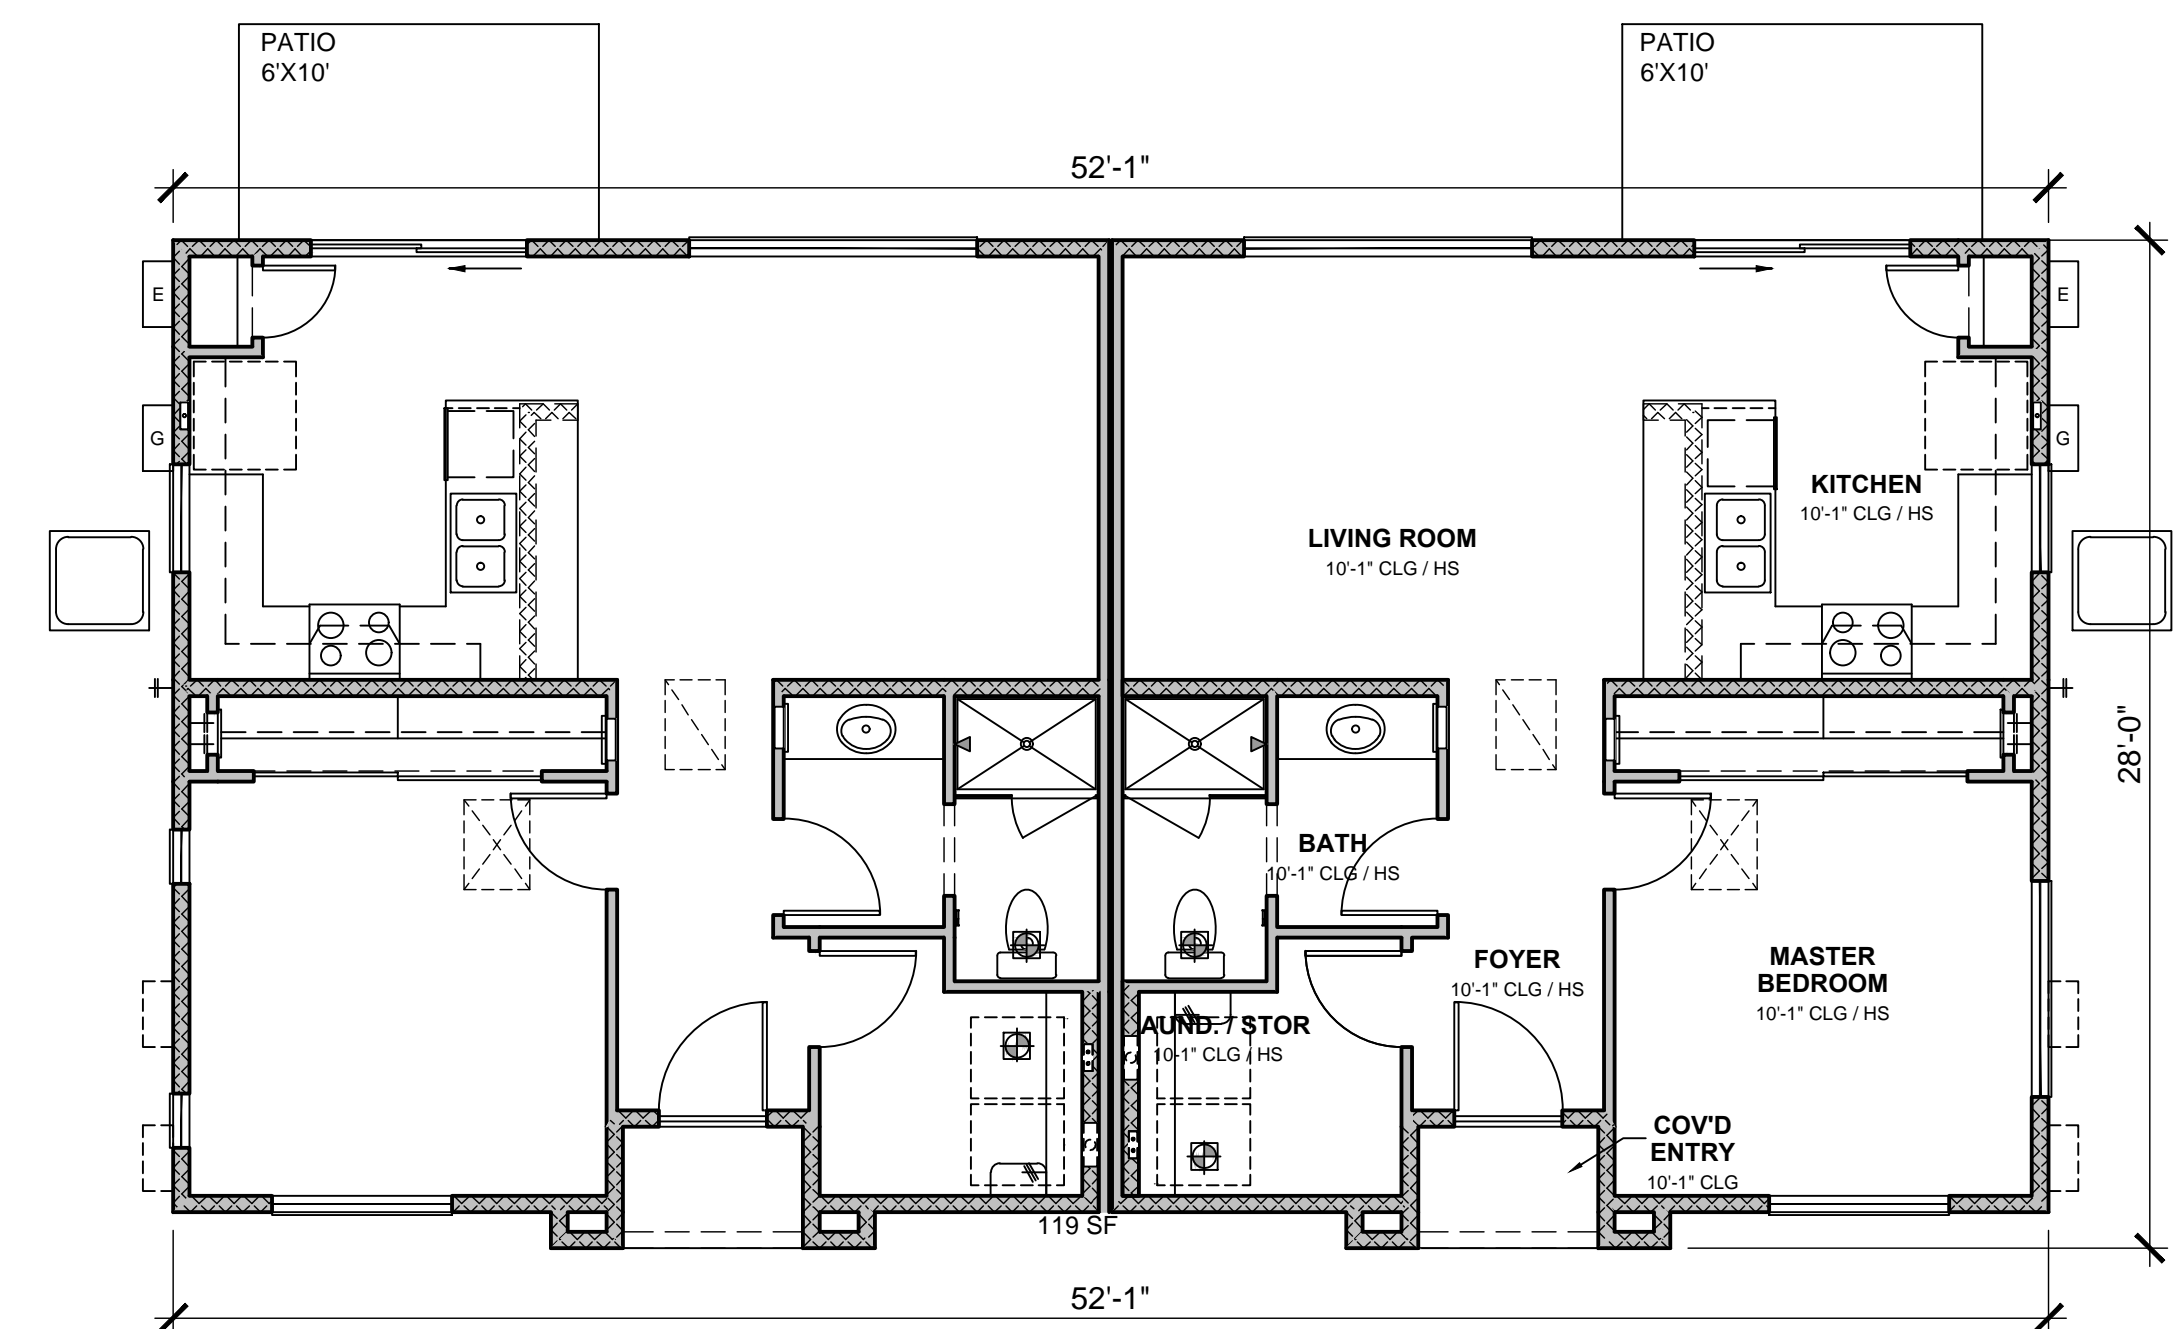 PATIO
6'X10'
PATIO
6'X10'
52'-1"
E
E
G
G
KITCHEN
10'-1" CLG / HS
LIVING ROOM
10'-1" CLG / HS
28'-0"
BATH
10'-1" CLG / HS
FOYER
10'-1" CLG / HS
MASTER
BEDROOM
10'-1" CLG / HS
AUND. / STOR
10-1" CLG / HS
COV'D
ENTRY
10'-1" CLG
119 SF
52'-1"